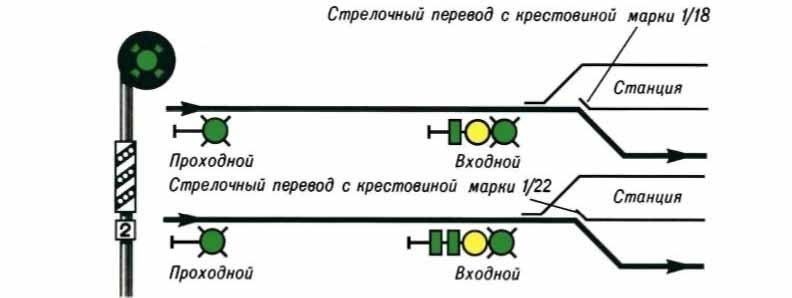 Стрелочный перевод с крестовиной марки 1/18
Станция
Проходной
Входной
Стрелочный перевод с крестовиной марки 1/22
Станция
2
Проходной
Входной